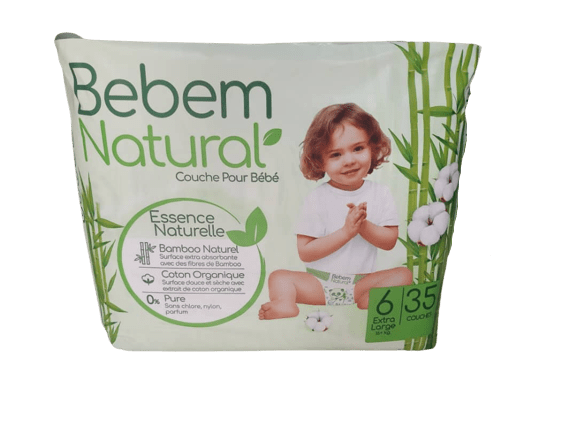 Bebem
Natural
Couche Pour Bébé
Essence
Naturelle
Bamboo Naturel
Surface extra absorbante
avec des fibres de Bamboo
Coton Organique
Surface douce et sèche avec
extrait de coton organique
0% Pure
Sans chlore, nylon,
parfum
Bebem
Natural
6
Extra
Large
35
COUCHES